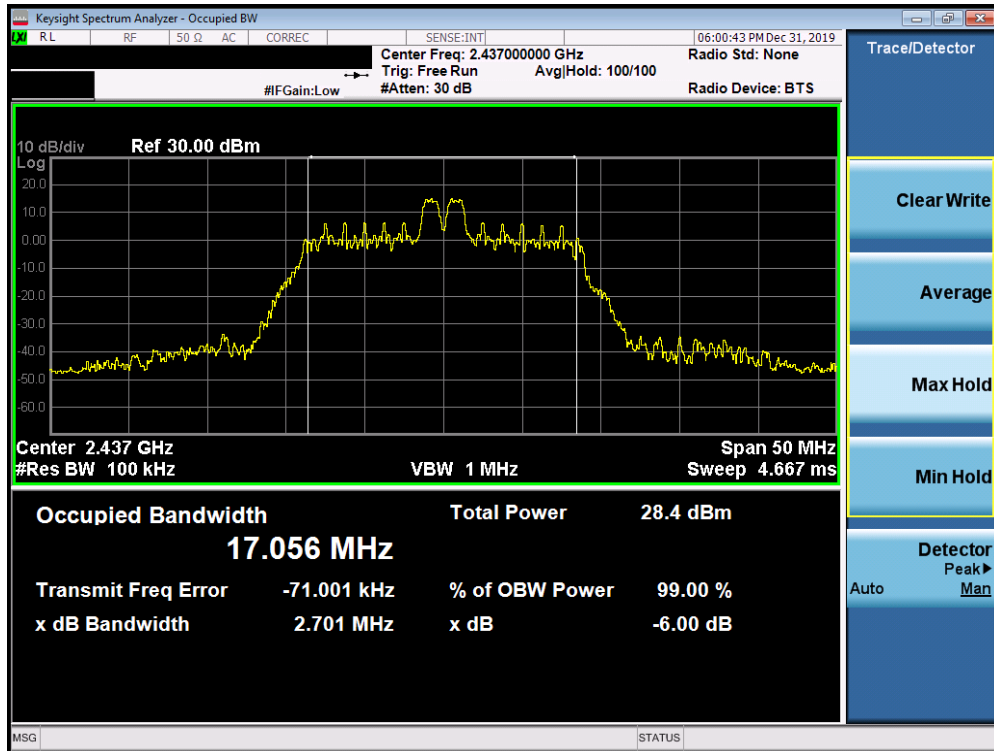 Keysight Spectrum Analyzer - Occupied BW
LXI RL RF 50 Ω AC CORREC SENSE:INT 06:00:43 PM Dec 31, 2019
Center Freq: 2.437000000 GHz Radio Std: None
Trig: Free Run Avg|Hold: 100/100
#IFGain:Low #Atten: 30 dB Radio Device: BTS
10 dB/div Ref 30.00 dBm
Log
20.0
10.0
0.00
-10.0
-20.0
-30.0
-40.0
-50.0
-60.0
Center 2.437 GHz Span 50 MHz
#Res BW 100 kHz VBW 1 MHz Sweep 4.667 ms
Occupied Bandwidth Total Power 28.4 dBm
17.056 MHz
Transmit Freq Error -71.001 kHz % of OBW Power 99.00 %
x dB Bandwidth 2.701 MHz x dB -6.00 dB
MSG STATUS
Trace/Detector
Clear Write
Average
Max Hold
Min Hold
Detector
Peak▶
Auto Man